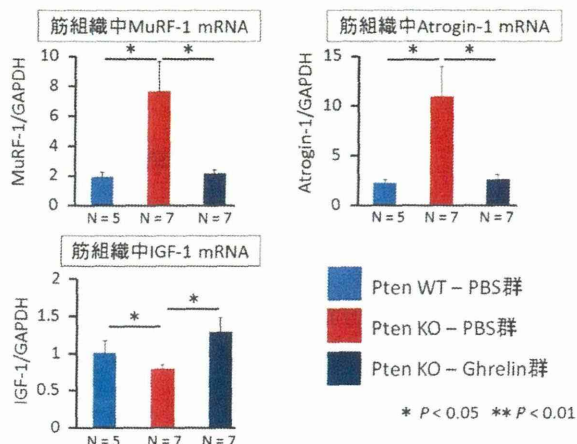 筋組織中MuRF-1 mRNA
MuRF-1/GAPDH
10
8
6
4
2
0
* *
N = 5 N = 7 N = 7
筋組織中Atrogin-1 mRNA
Atrogin-1/GAPDH
15
10
5
0
* *
N = 5 N = 7 N = 7
筋組織中IGF-1 mRNA
IGF-1/GAPDH
2
1.5
1
0.5
0
* *
N = 5 N = 7 N = 7
Pten WT – PBS群
Pten KO – PBS群
Pten KO – Ghrelin群
* P < 0.05 ** P < 0.01